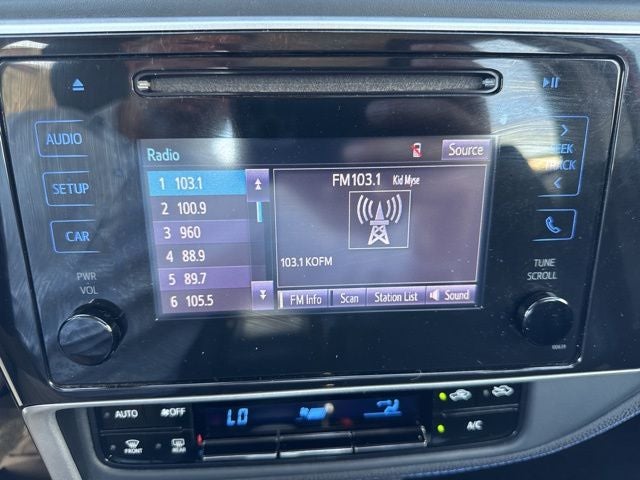 AUDIO
SETUP
CAR
PWR
VOL
Radio
Source
1 103.1
2 100.9
3 960
4 88.9
5 89.7
6 105.5
FM103.1 Kid Myse
103.1 KOFM
FM Info
Scan
Station List
Sound
SEEK
TRACK
TUNE
SCROLL
AUTO
OFF
FRONT
REAR
LO
A/C